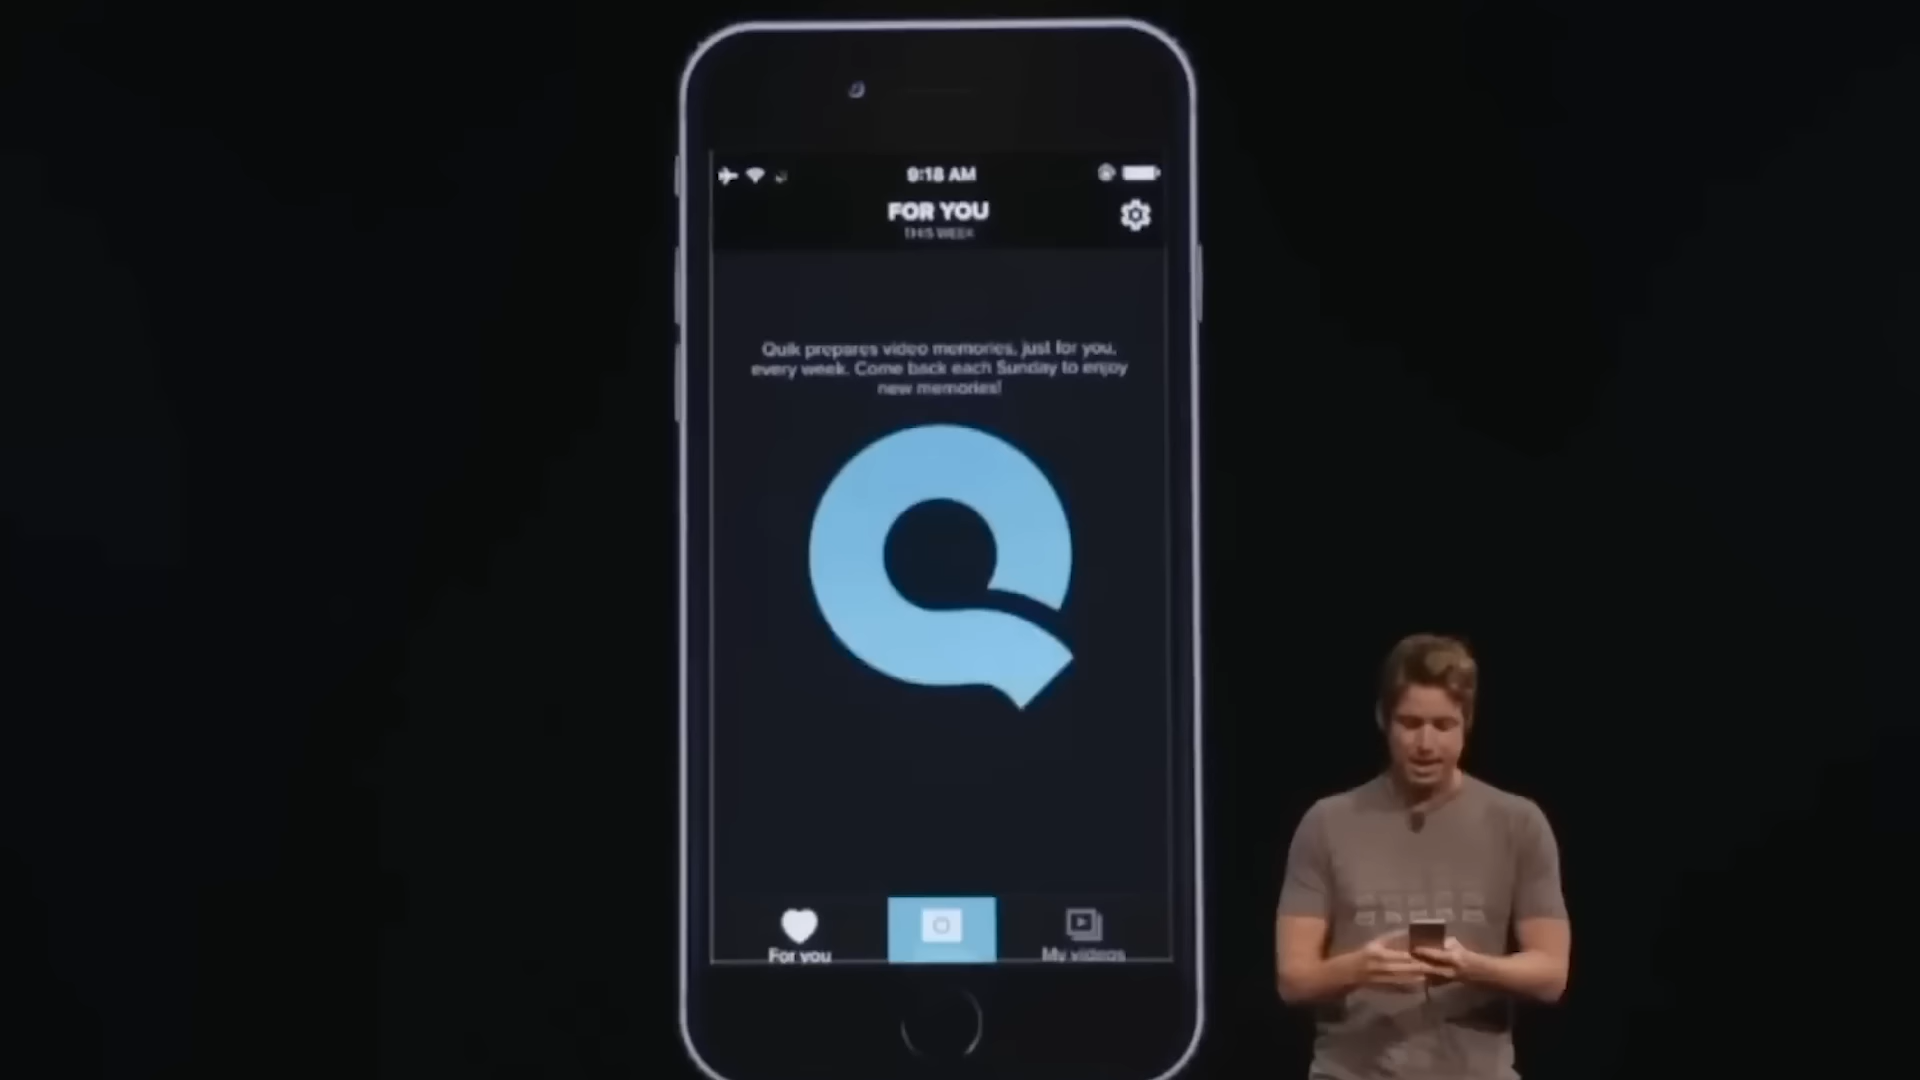 9:18 AM
FOR YOU
THIS WEEK
Quik prepares video memories, just for you,
every week. Come back each Sunday to enjoy
new memories!
For you
My videos